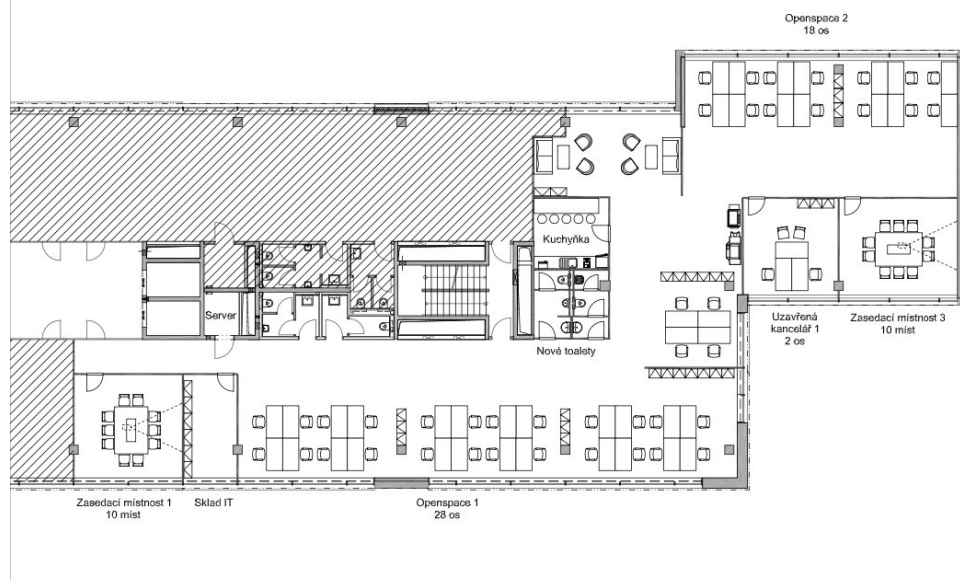 Openspace 2
18 os
Kuchyňka
Server
Nové toalety
Uzavřená
kancelář 1
2 os
Zasedací místnost 3
10 míst
Zasedací místnost 1
10 míst
Sklad IT
Openspace 1
28 os